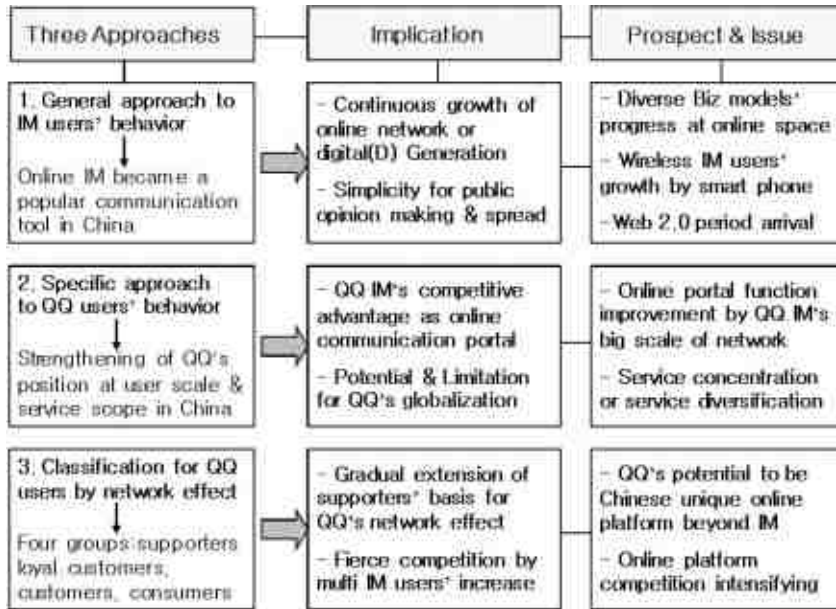 Three Approaches
Implication
Prospect & Issue
1. General approach to
IM users' behavior
Online IM became a
popular communication
tool in China
- Continuous growth of
online network or
digital(D) Generation
- Simplicity for public
opinion making & spread
- Diverse Biz models'
progress at online space
- Wireless IM users'
growth by smart phone
- Web 2.0 period arrival
2. Specific approach
to QQ users' behavior
Strengthening of QQ's
position at user scale &
service scope in China
- QQ IM's competitive
advantage as online
communication portal
- Potential & Limitation
for QQ's globalization
- Online portal function
improvement by QQ IM's
big scale of network
- Service concentration
or service diversification
3. Classification for QQ
users by network effect
Four groups supporters
loyal customers,
customers, consumers
- Gradual extension of
supporters' basis for
QQ's network effect
- Fierce competition by
multi IM users' increase
- QQ's potential to be
Chinese unique online
platform beyond IM
- Online platform
competition intensifying